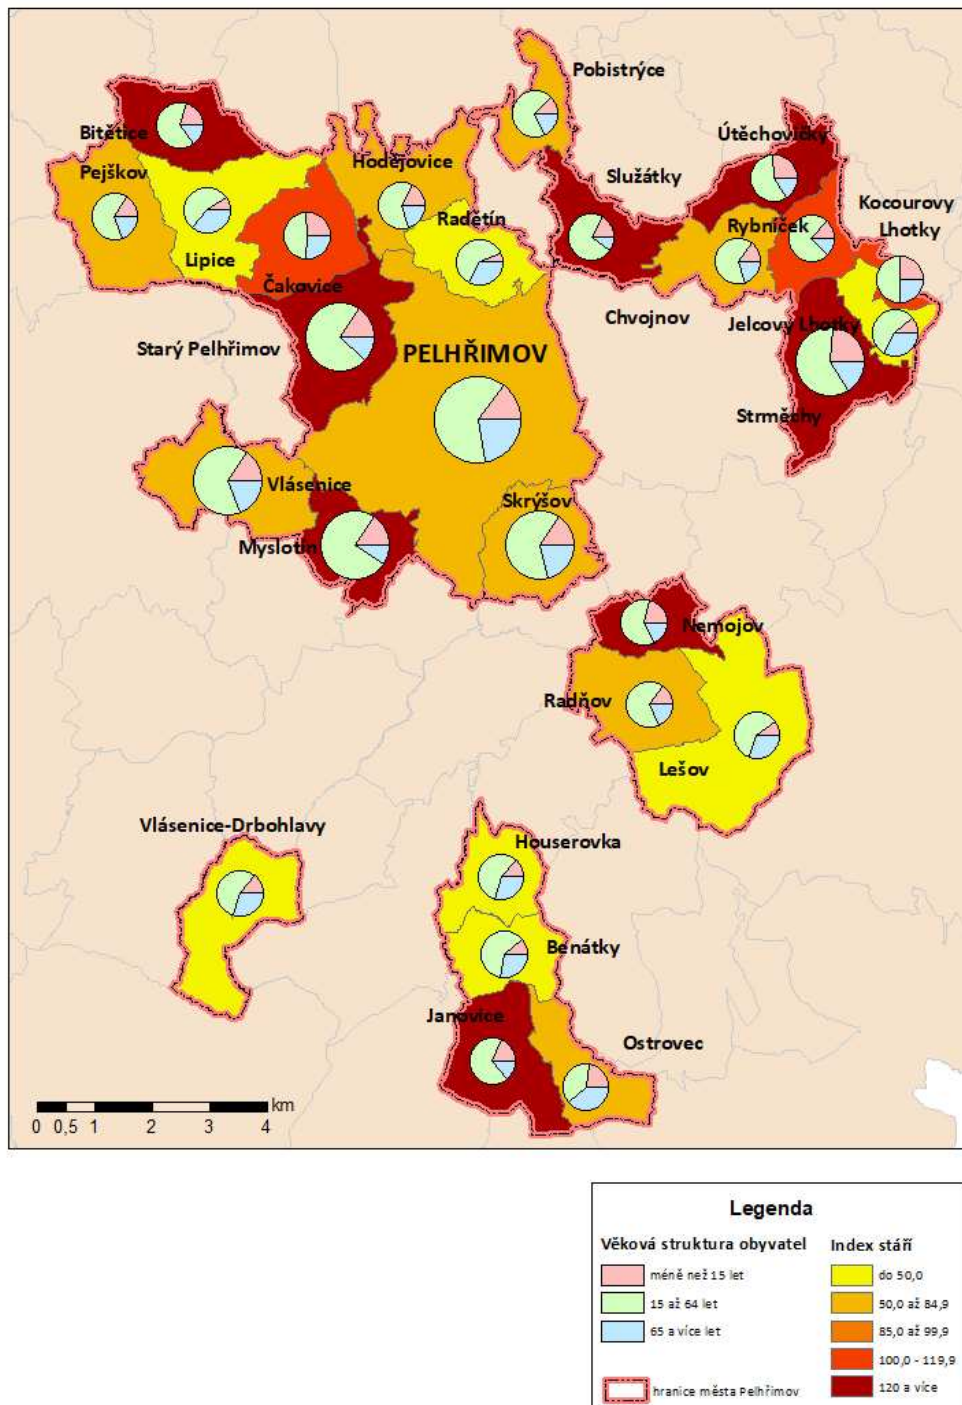 Pobistrýce
Bitětice
Útěchovičky
Hodějovice
Pejškov
Služátky
Kocourovy
Lhotky
Radětín
Rybníček
Lipice
Čakovice
Chvojnov
Jelcovy Lhotky
Starý Pelhřimov
PELHŘIMOV
Strměchy
Vlásenice
Skrýšov
Myslotín
Nemojov
Radňov
Lešov
Vlásenice-Drbohlavy
Houserovka
Benátky
Janovice
Ostrovec
km
0 0,5 1 2 3 4
Legenda
Věková struktura obyvatel
méně než 15 let
15 až 64 let
65 a více let
hranice města Pelhřimov
Index stáří
do 50,0
50,0 až 84,9
85,0 až 99,9
100,0 - 119,9
120 a více